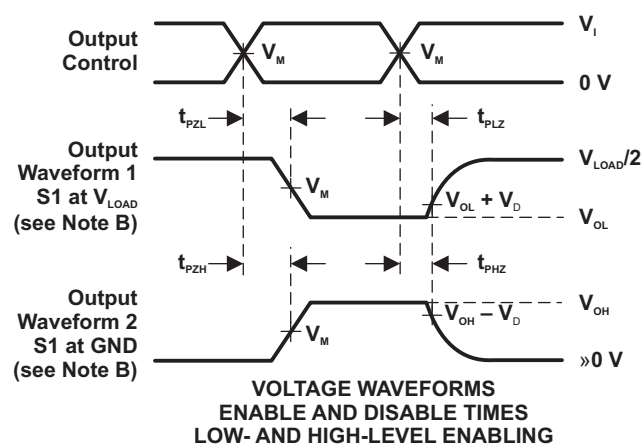 Output
Control
V_M
V_M
V_I
0 V
t_PZL
t_PLZ
Output
Waveform 1
S1 at V_LOAD
(see Note B)
V_M
V_OL + V_D
V_LOAD/2
V_OL
t_PZH
t_PHZ
Output
Waveform 2
S1 at GND
(see Note B)
V_M
V_OH – V_D
V_OH
»0 V
VOLTAGE WAVEFORMS
ENABLE AND DISABLE TIMES
LOW- AND HIGH-LEVEL ENABLING